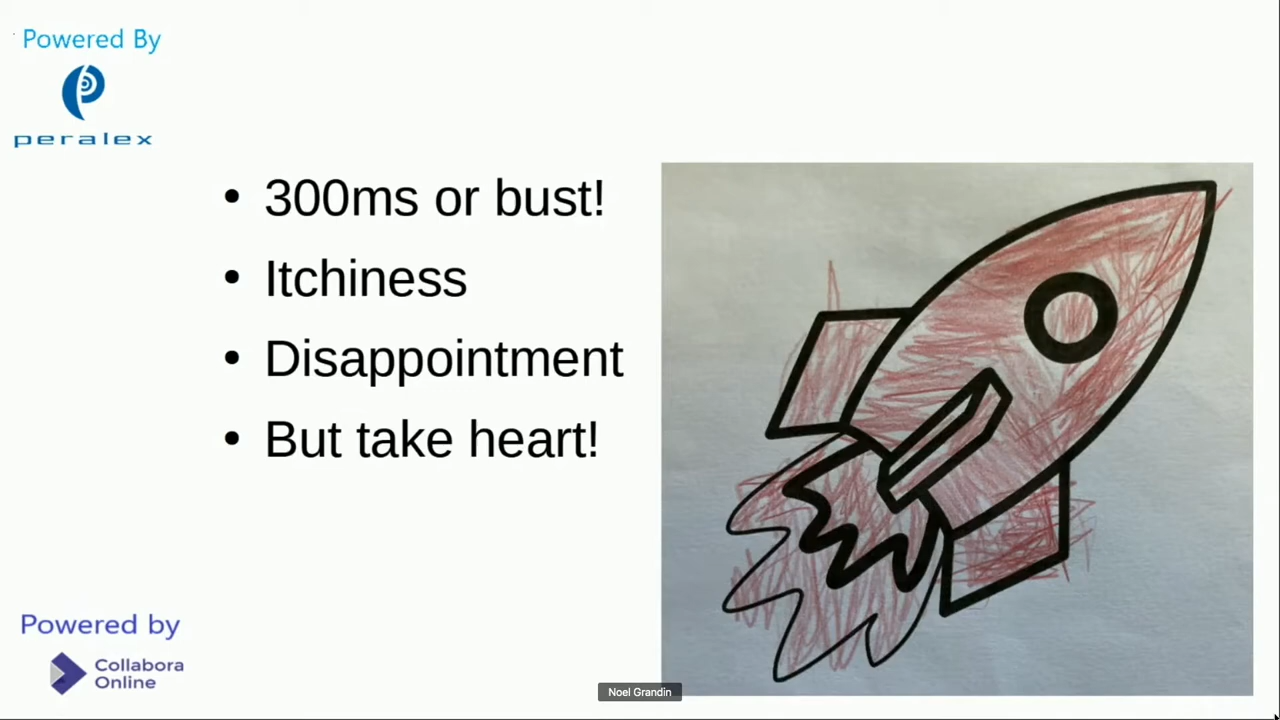 Powered By
peralex
• 300ms or bust!
• Itchiness
• Disappointment
• But take heart!
Powered by
Collabora
Online
Noel Grandin